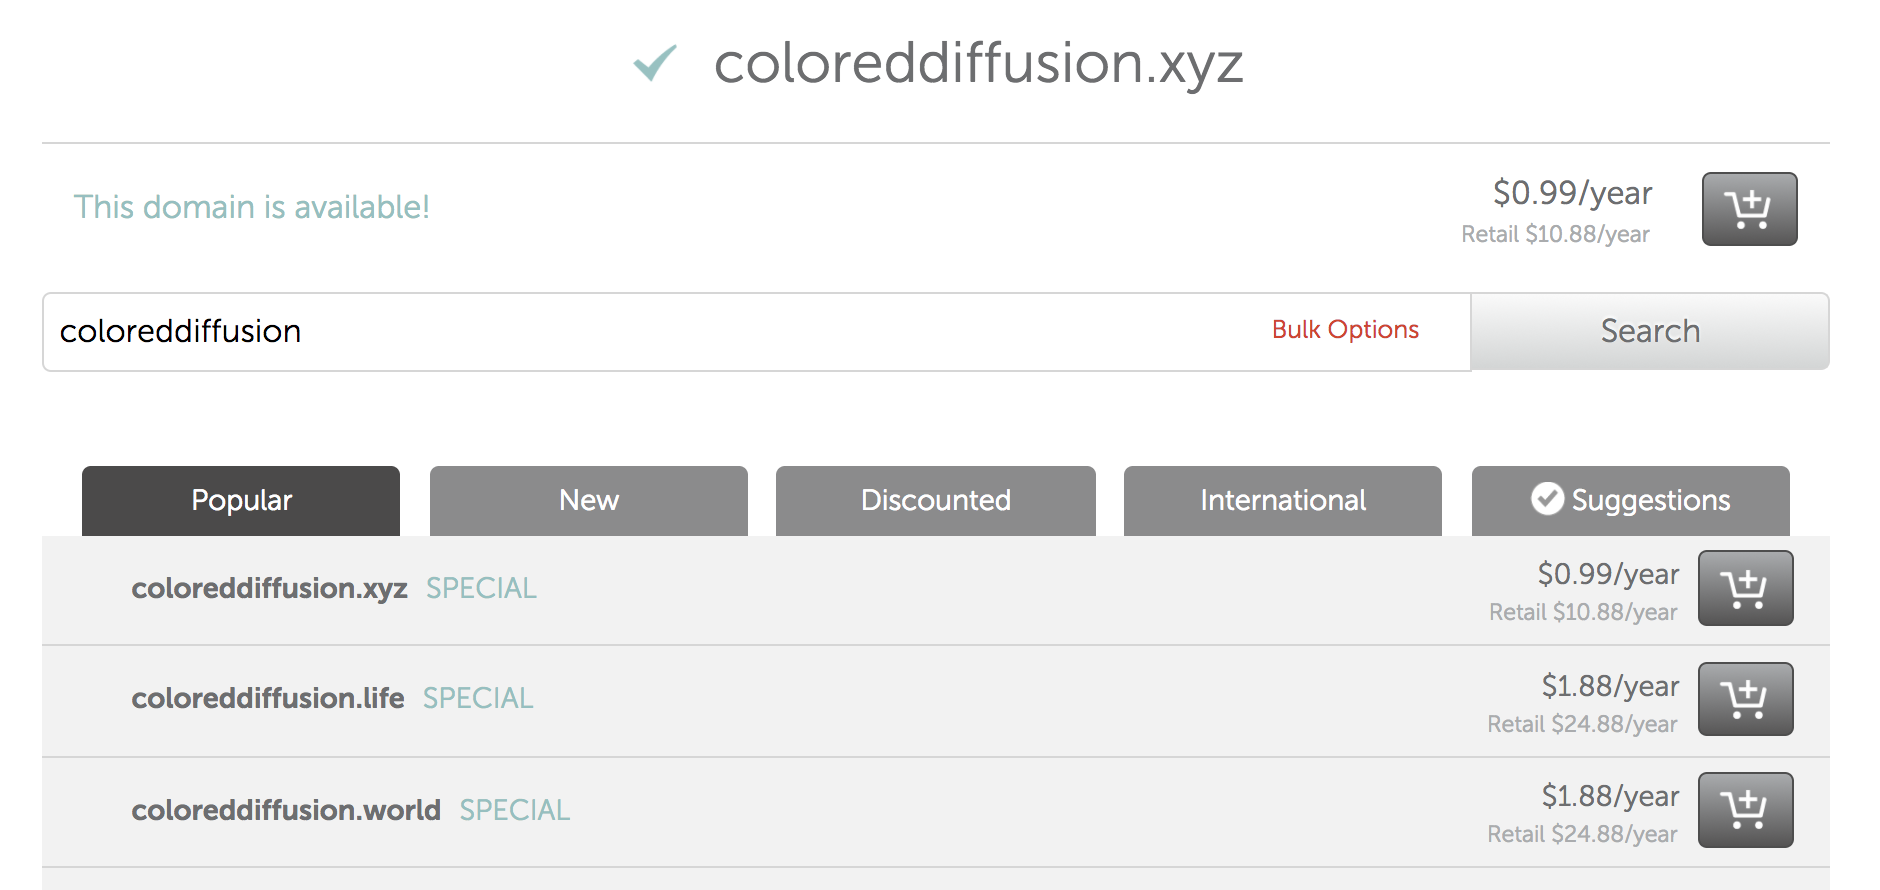 coloreddiffusion.xyz
This domain is available!
$0.99/year
Retail $10.88/year
coloreddiffusion
Bulk Options
Search
Popular
New
Discounted
International
Suggestions
coloreddiffusion.xyz SPECIAL
$0.99/year
Retail $10.88/year
coloreddiffusion.life SPECIAL
$1.88/year
Retail $24.88/year
coloreddiffusion.world SPECIAL
$1.88/year
Retail $24.88/year